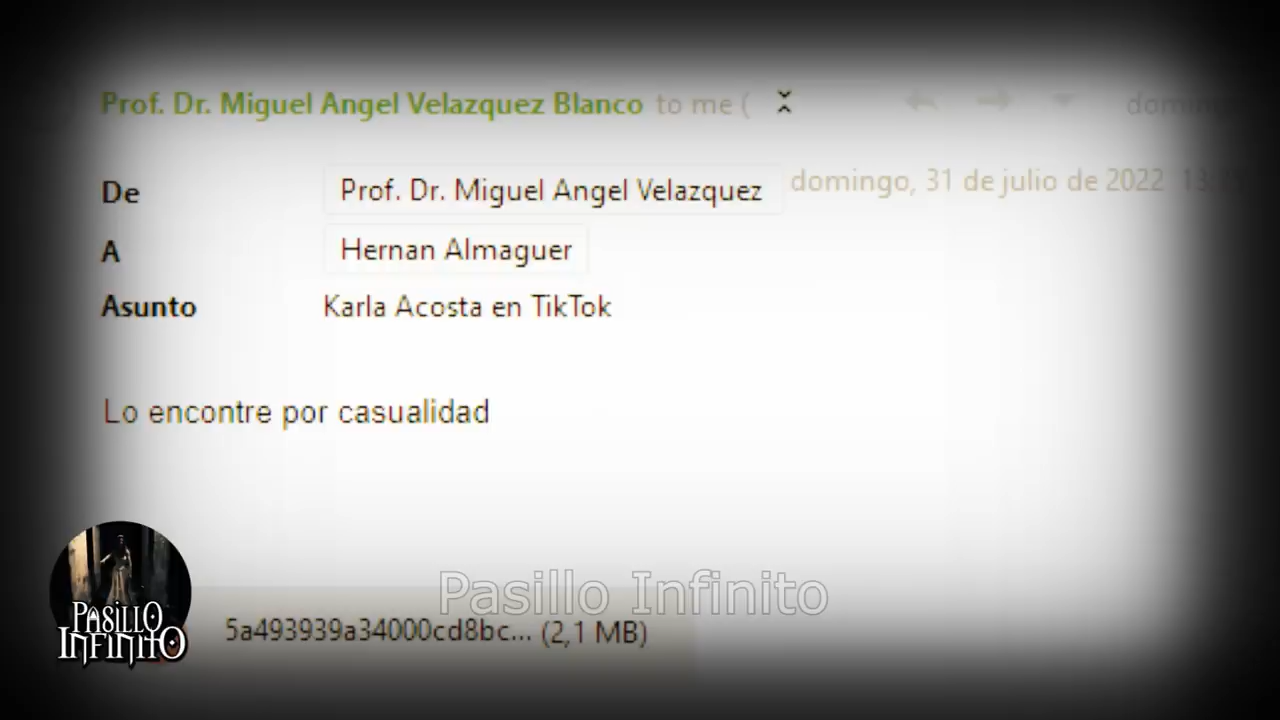 Prof. Dr. Miguel Angel Velazquez Blanco to me (
De Prof. Dr. Miguel Angel Velazquez domingo, 31 de julio de 2022
A Hernan Almaguer
Asunto Karla Acosta en TikTok
Lo encontre por casualidad
Pasillo Infinito
PASILLO
INFINITO
5a493939a34000cd8bc... (2,1 MB)